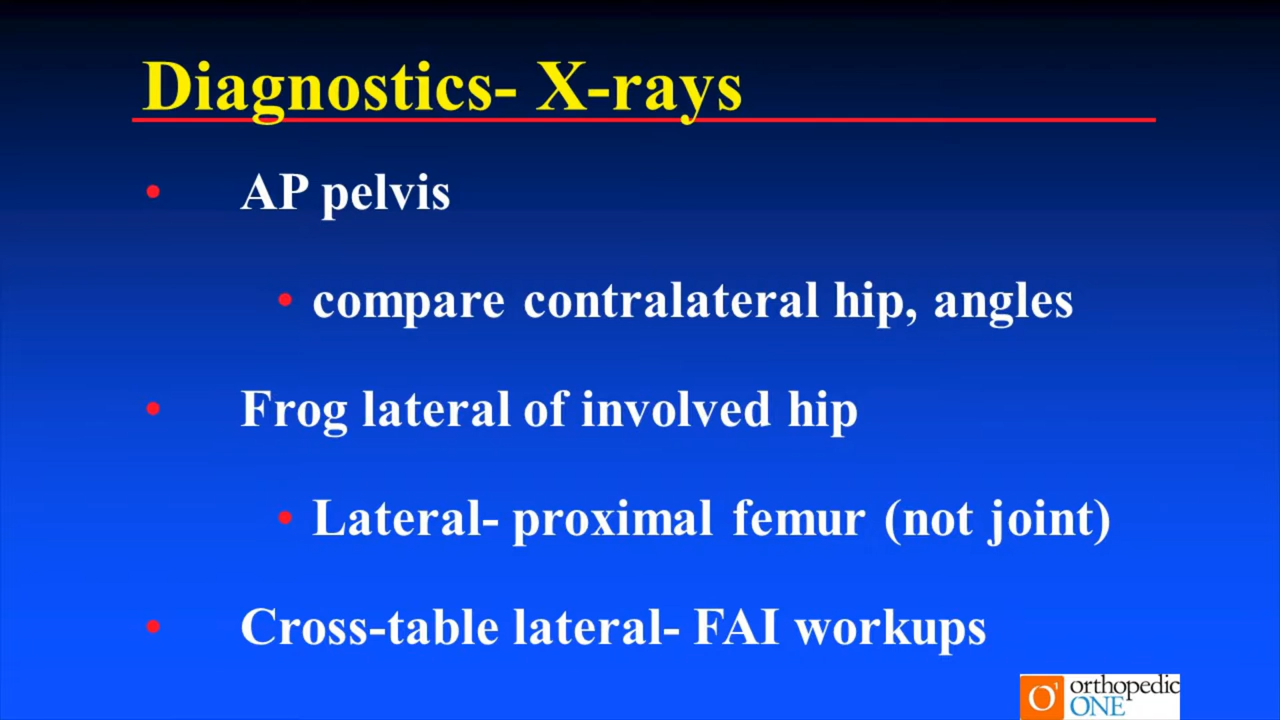 Diagnostics- X-rays
• AP pelvis
• compare contralateral hip, angles
• Frog lateral of involved hip
• Lateral- proximal femur (not joint)
• Cross-table lateral- FAI workups
O' orthopedic
ONE